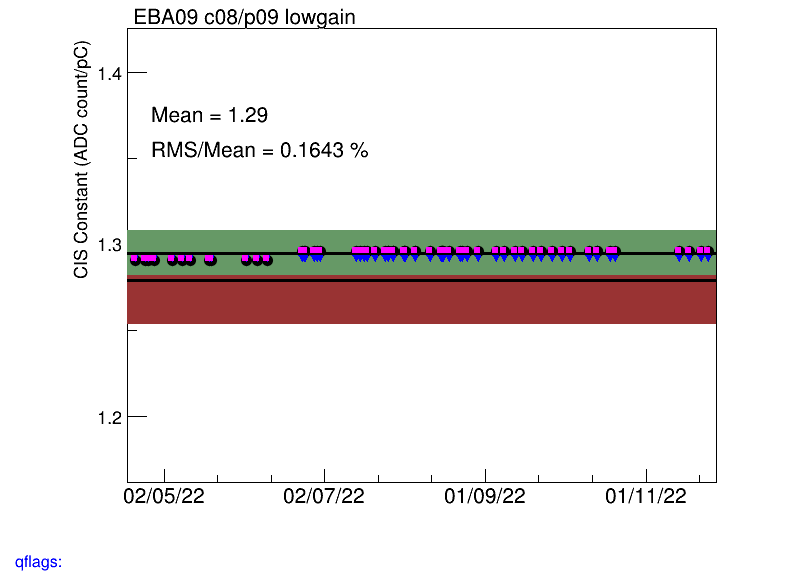 EBA09 c08/p09 lowgain
CIS Constant (ADC count/pC)
1.4
Mean = 1.29
RMS/Mean = 0.1643 %
1.3
1.2
02/05/22 02/07/22 01/09/22 01/11/22
qflags: